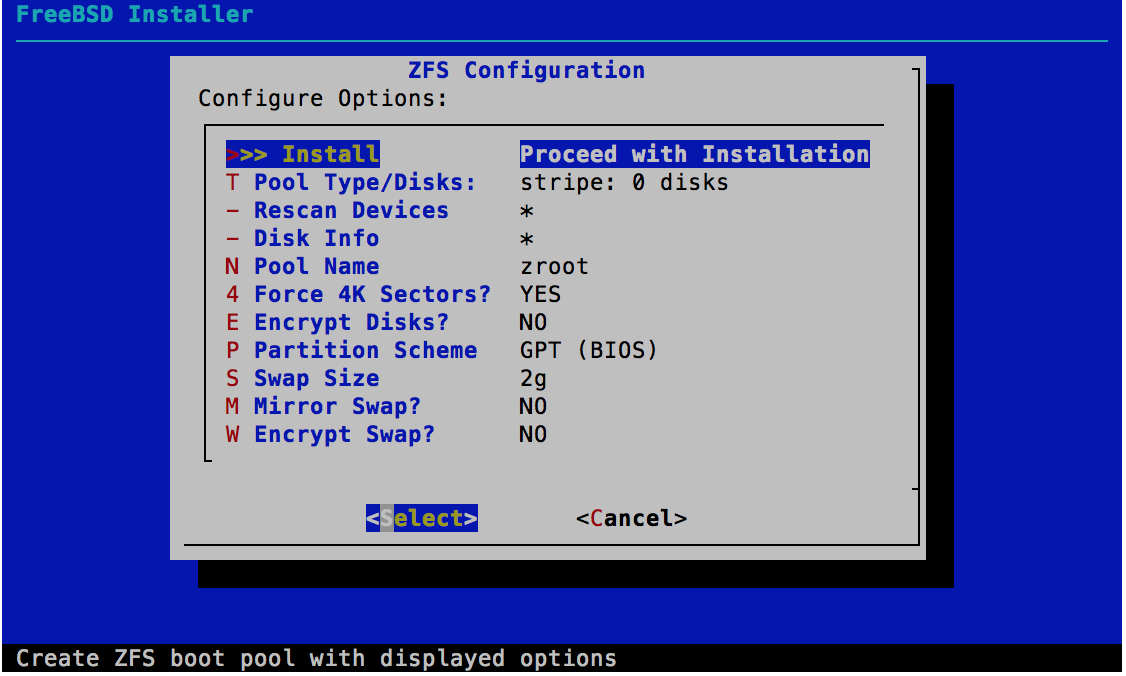 FreeBSD Installer
ZFS Configuration
Configure Options:
>>> Install Proceed with Installation
T Pool Type/Disks: stripe: 0 disks
- Rescan Devices *
- Disk Info *
N Pool Name zroot
4 Force 4K Sectors? YES
E Encrypt Disks? NO
P Partition Scheme GPT (BIOS)
S Swap Size 2g
M Mirror Swap? NO
W Encrypt Swap? NO
<Select> <Cancel>
Create ZFS boot pool with displayed options